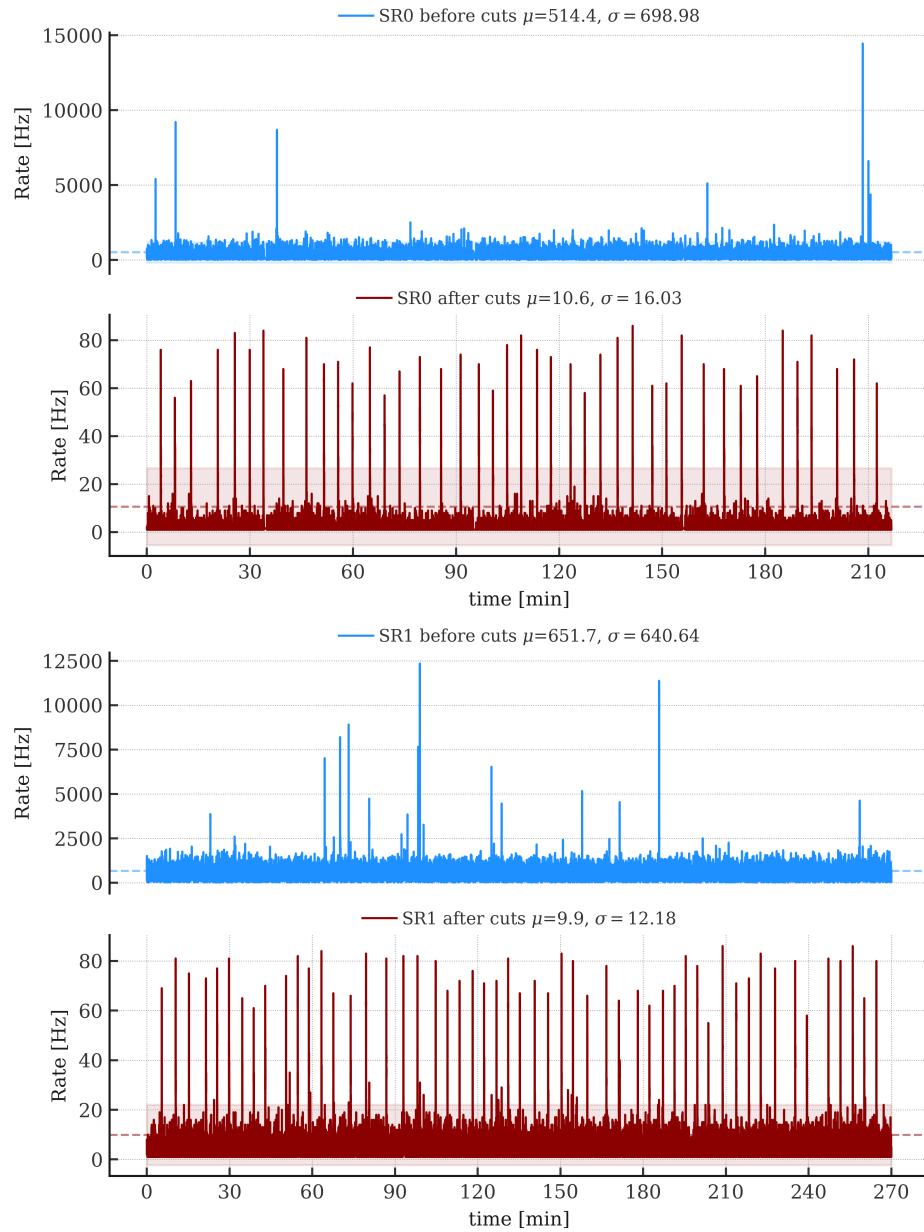 SR0 before cuts μ=514.4, σ = 698.98
15000
10000
5000
0
Rate [Hz]
SR0 after cuts μ=10.6, σ = 16.03
80
60
40
20
0
Rate [Hz]
0 30 60 90 120 150 180 210
time [min]
SR1 before cuts μ=651.7, σ = 640.64
12500
10000
7500
5000
2500
0
Rate [Hz]
SR1 after cuts μ=9.9, σ = 12.18
80
60
40
20
0
Rate [Hz]
0 30 60 90 120 150 180 210 240 270
time [min]